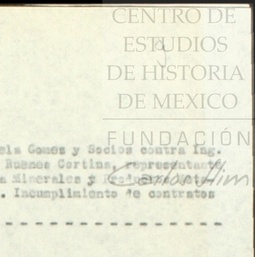 CENTRO DE
ESTUDIOS
DE HISTORIA
DE MEXICO
FUNDACIÓN
ela Gomez y Socios contra Ing.
Buenos Cortina, representante
a Minerales y
. Incumplimiento de contratos